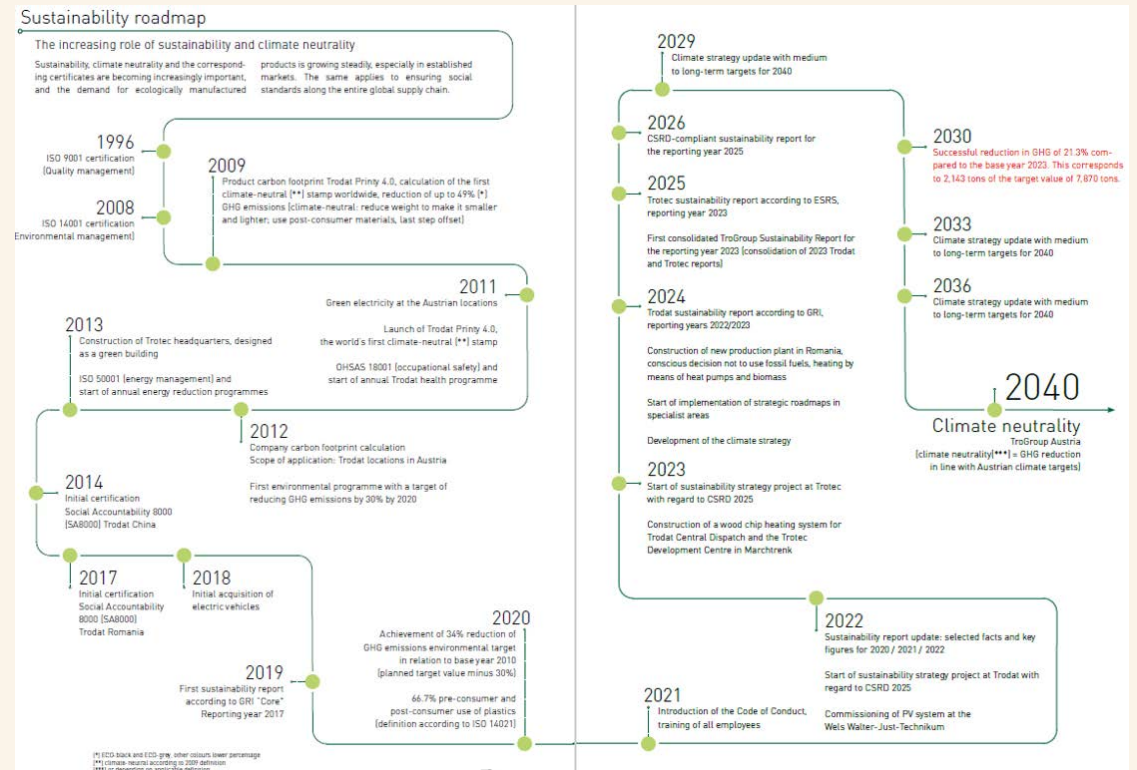 Sustainability roadmap
The increasing role of sustainability and climate neutrality
Sustainability, climate neutrality and the correspond-
ing certificates are becoming increasingly important,
and the demand for ecologically manufactured
products is growing steadily, especially in established
markets. The same applies to ensuring social
standards along the entire global supply chain.
1996
ISO 9001 certification
(Quality management)
2008
ISO 14001 certification
Environmental management)
2009
Product carbon footprint Trodat Printy 4.0, calculation of the first
climate-neutral (**) stamp worldwide, reduction of up to 49% (*)
GHG emissions (climate-neutral: reduce weight to make it smaller
and lighter; use post-consumer materials, last step offset)
2011
Green electricity at the Austrian locations
Launch of Trodat Printy 4.0,
the world's first climate-neutral (**) stamp
OHSAS 18001 (occupational safety) and
start of annual Trodat health programme
2013
Construction of Trotec headquarters, designed
as a green building
ISO 50001 (energy management) and
start of annual energy reduction programmes
2012
Company carbon footprint calculation
Scope of application: Trodat locations in Austria
First environmental programme with a target of
reducing GHG emissions by 30% by 2020
2014
Initial certification
Social Accountability 8000
(SA8000) Trodat China
2017
Initial certification
Social Accountability
8000 (SA8000)
Trodat Romania
2018
Initial acquisition of
electric vehicles
2019
First sustainability report
according to GRI "Core"
Reporting year 2017
2020
Achievement of 34% reduction of
GHG emissions environmental target
in relation to base year 2010
(planned target value minus 30%)
66.7% pre-consumer and
post-consumer use of plastics
(definition according to ISO 14021)
(*) ECO-black and ECO-grey, other colours lower percentage
(**) climate-neutral according to 2009 definition
2021
Introduction of the Code of Conduct,
training of all employees
2022
Sustainability report update: selected facts and key
figures for 2020 / 2021 / 2022
Start of sustainability strategy project at Trodat with
regard to CSRD 2025
Commissioning of PV system at the
Wels Walter-Just-Technikum
2023
Start of sustainability strategy project at Trotec
with regard to CSRD 2025
Construction of a wood chip heating system for
Trodat Central Dispatch and the Trotec
Development Centre in Marchtrenk
2024
Trodat sustainability report according to GRI,
reporting years 2022/2023
Construction of new production plant in Romania,
conscious decision not to use fossil fuels, heating by
means of heat pumps and biomass
Start of implementation of strategic roadmaps in
specialist areas
Development of the climate strategy
2025
Trotec sustainability report according to ESRS,
reporting year 2023
First consolidated TroGroup Sustainability Report for
the reporting year 2023 (consolidation of 2023 Trodat
and Trotec reports)
2026
CSRD-compliant sustainability report for
the reporting year 2025
2029
Climate strategy update with medium
to long-term targets for 2040
2030
Successful reduction in GHG of 21.3% com-
pared to the base year 2023. This corresponds
to 2,143 tons of the target value of 7,870 tons.
2033
Climate strategy update with medium
to long-term targets for 2040
2036
Climate strategy update with medium
to long-term targets for 2040
2040
Climate neutrality
TroGroup Austria
(climate neutrality(***) = GHG reduction
in line with Austrian climate targets)